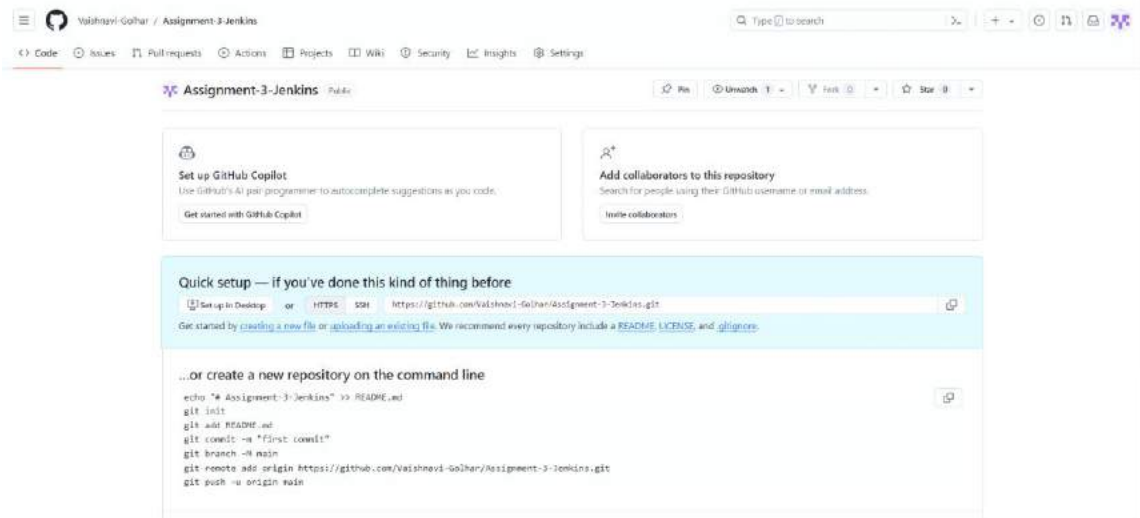 Vaishnavi-Golhar / Assignment-3-Jenkins
Type / to search
<> Code
Issues
Pull requests
Actions
Projects
Wiki
Security
Insights
Settings
Assignment-3-Jenkins Public
Pin
Unwatch 1
Fork 0
Star 0
Set up GitHub Copilot
Use GitHub's AI pair programmer to autocomplete suggestions as you code.
Get started with GitHub Copilot
Add collaborators to this repository
Search for people using their GitHub username or email address.
Invite collaborators
Quick setup — if you've done this kind of thing before
Set up in Desktop or HTTPS SSH https://github.com/Vaishnavi-Golhar/Assignment-3-Jenkins.git
Get started by creating a new file or uploading an existing file. We recommend every repository include a README, LICENSE, and .gitignore.
...or create a new repository on the command line
echo "# Assignment-3-Jenkins" >> README.md
git init
git add README.md
git commit -m "first commit"
git branch -M main
git remote add origin https://github.com/Vaishnavi-Golhar/Assignment-3-Jenkins.git
git push -u origin main